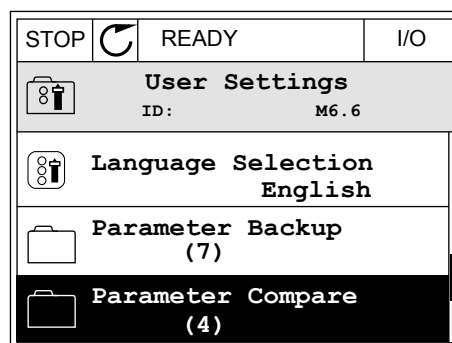 STOP READY I/O
User Settings
ID: M6.6
Language Selection
English
Parameter Backup
(7)
Parameter Compare
(4)